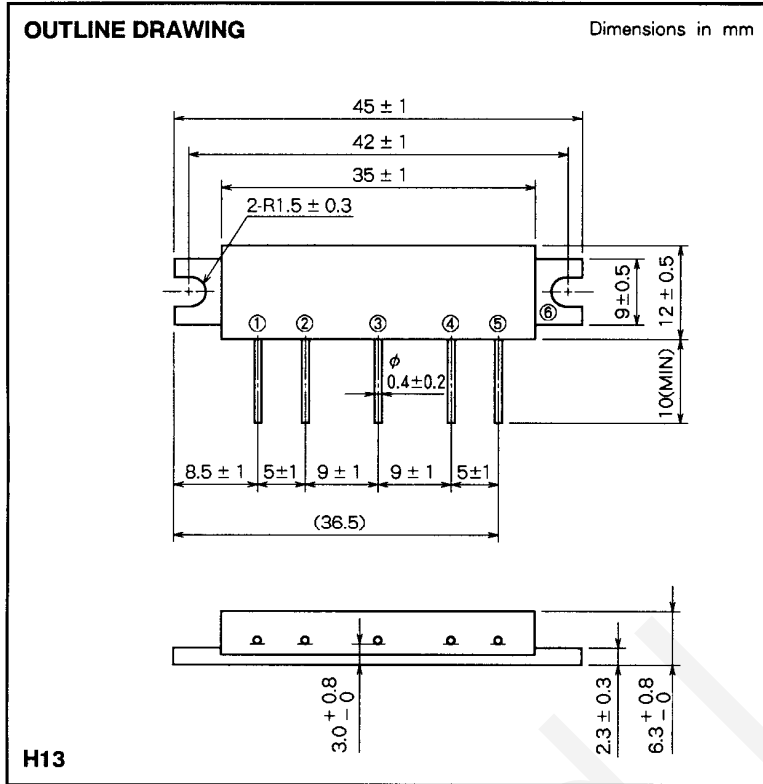 OUTLINE DRAWING
Dimensions in mm
45 ± 1
42 ± 1
35 ± 1
2-R1.5 ± 0.3
① ② ③ ④ ⑤ ⑥
9±0.5
12 ± 0.5
φ
0.4±0.2
10(MIN)
8.5 ± 1 5±1 9 ± 1 9 ± 1 5±1
(36.5)
3.0 + 0.8 - 0
2.3 ± 0.3
6.3 + 0.8 - 0
H13